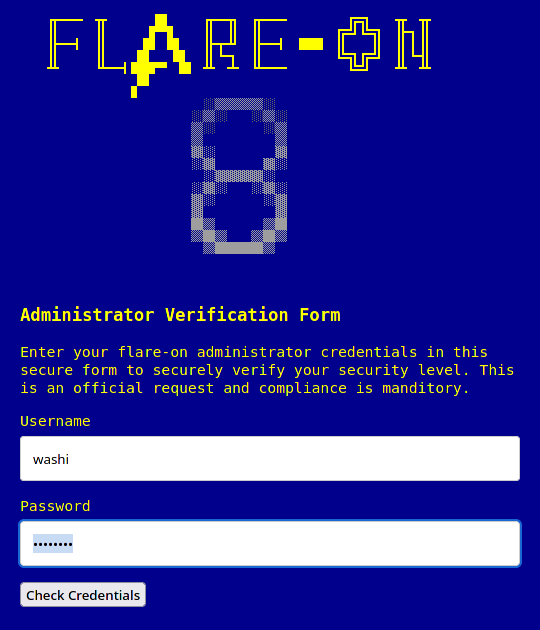 FLARE-ON
8
Administrator Verification Form
Enter your flare-on administrator credentials in this
secure form to securely verify your security level. This
is an official request and compliance is manditory.
Username
washi
Password
••••••••
Check Credentials